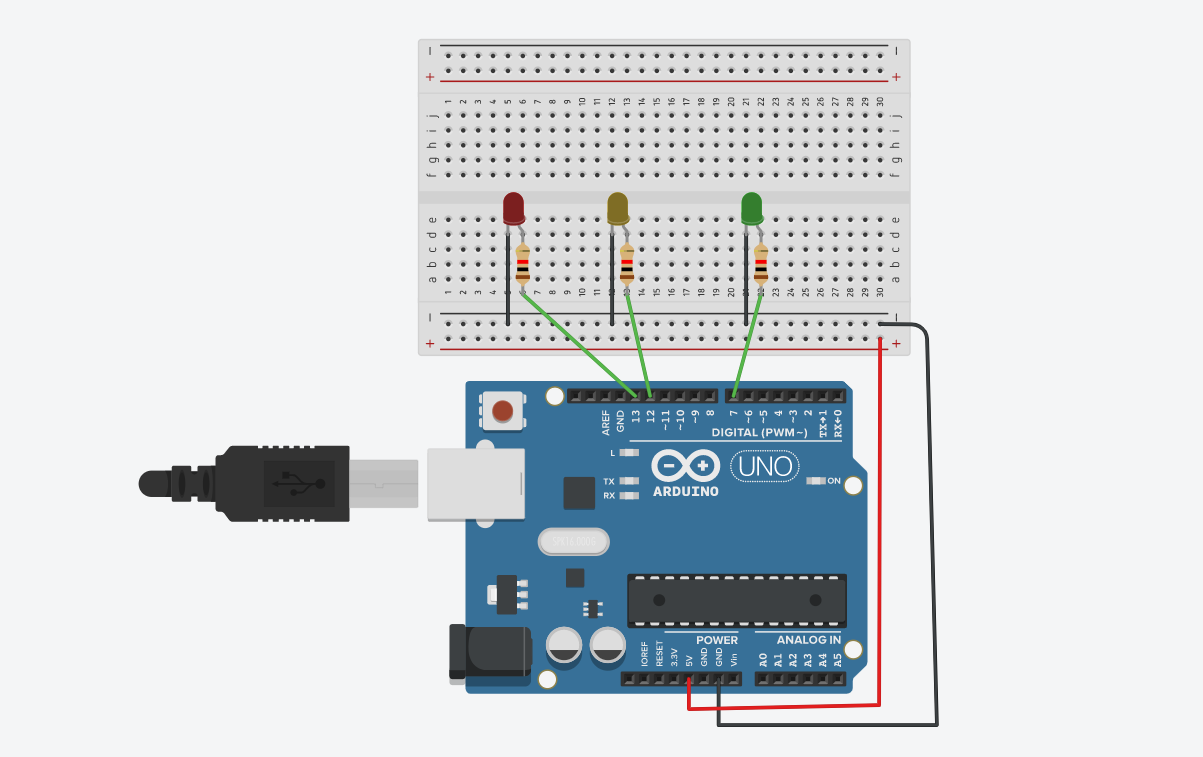 − −
+ +
1 2 3 4 5 6 7 8 9 10 11 12 13 14 15 16 17 18 19 20 21 22 23 24 25 26 27 28 29 30
j j
i i
h h
g g
f f
e e
d d
c c
b b
a a
1 2 3 4 5 6 7 8 9 10 11 12 13 14 15 16 17 18 19 20 21 22 23 24 25 26 27 28 29 30
− −
+ +
AREF GND 13 12 ~11 ~10 ~9 8 7 ~6 ~5 4 ~3 2 TX→1 RX←0
DIGITAL (PWM~)
L
UNO
TX
ON
RX
ARDUINO
POWER
ANALOG IN
IOREF RESET 3.3V 5V GND GND Vin A0 A1 A2 A3 A4 A5